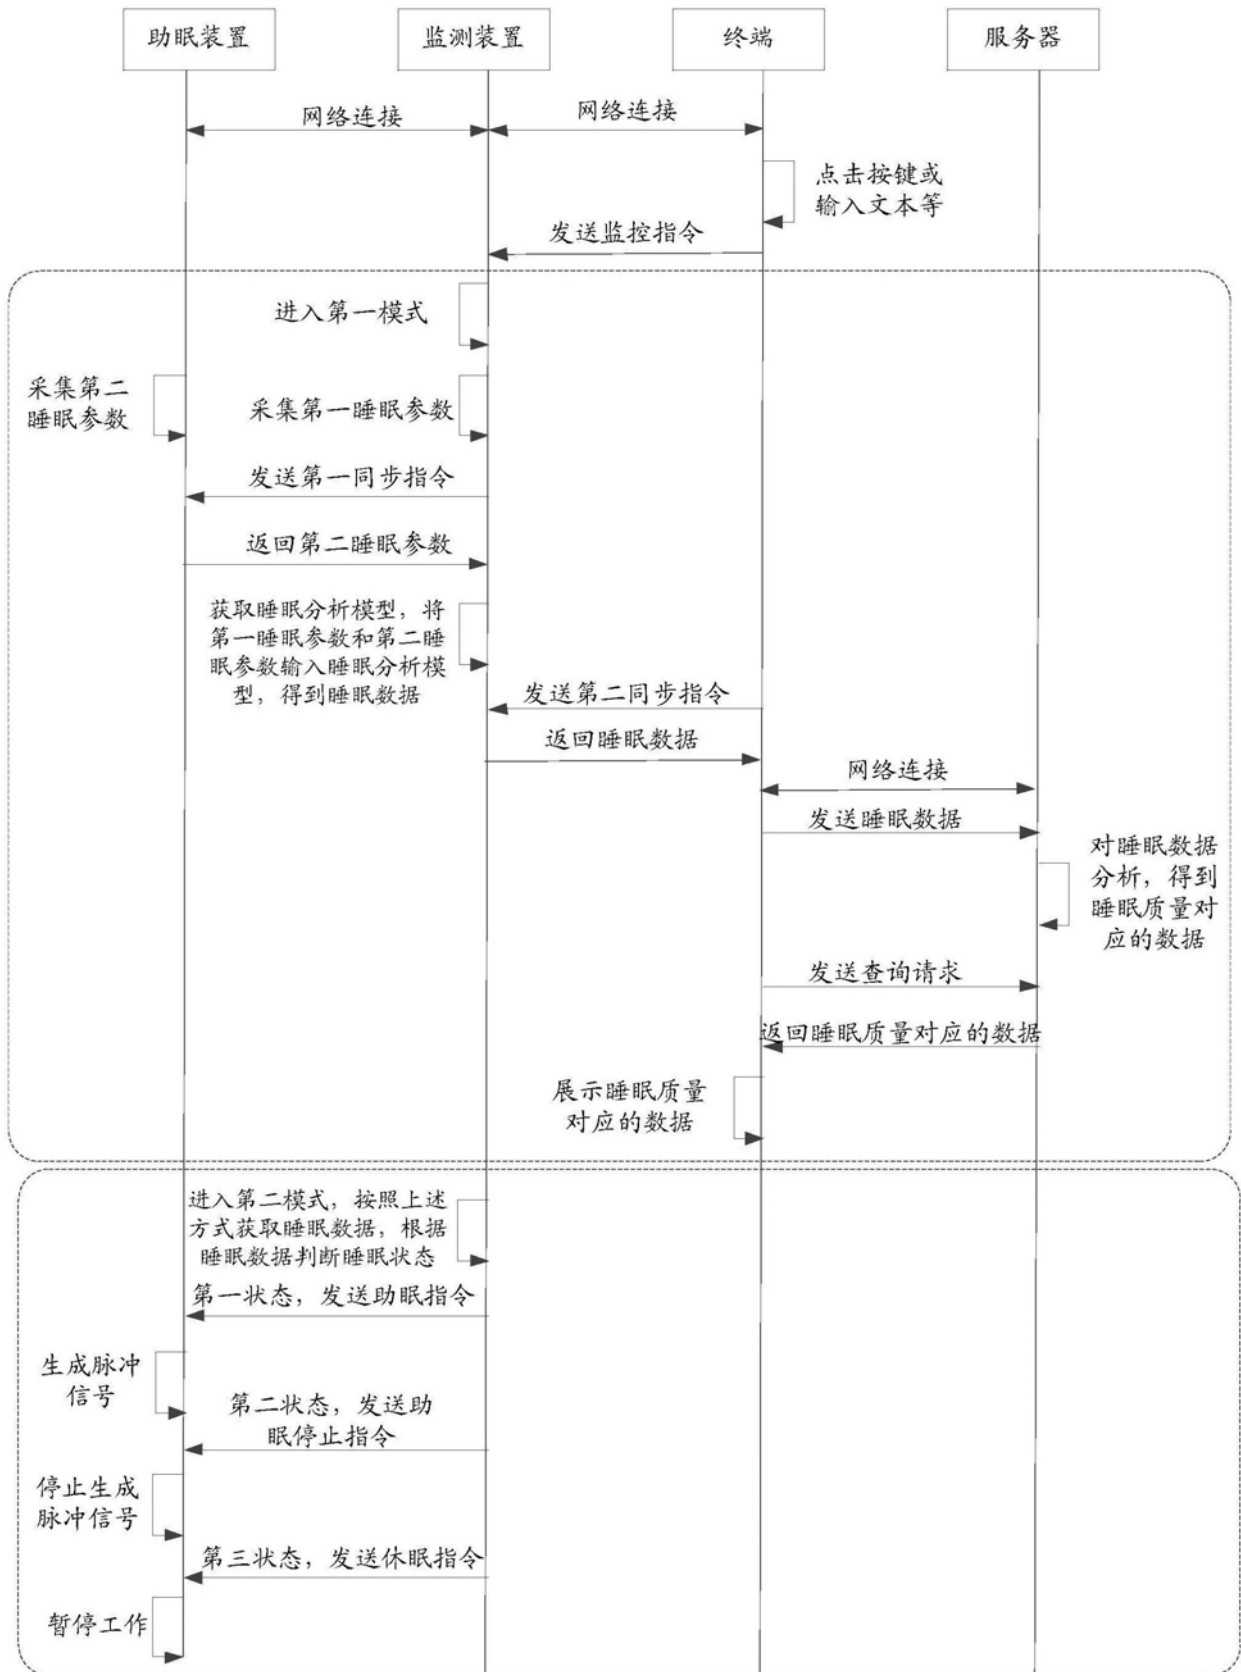 助眠装置
监测装置
终端
服务器
网络连接
网络连接
点击按键或
输入文本等
发送监控指令
进入第一模式
采集第二
睡眠参数
采集第一睡眠参数
发送第一同步指令
返回第二睡眠参数
获取睡眠分析模型，将
第一睡眠参数和第二睡
眠参数输入睡眠分析模
型，得到睡眠数据
发送第二同步指令
返回睡眠数据
网络连接
发送睡眠数据
对睡眠数据
分析，得到
睡眠质量对
应的数据
发送查询请求
返回睡眠质量对应的数据
展示睡眠质量
对应的数据
进入第二模式，按照上述
方式获取睡眠数据，根据
睡眠数据判断睡眠状态
第一状态，发送助眠指令
生成脉冲
信号
第二状态，发送助
眠停止指令
停止生成
脉冲信号
第三状态，发送休眠指令
暂停工作